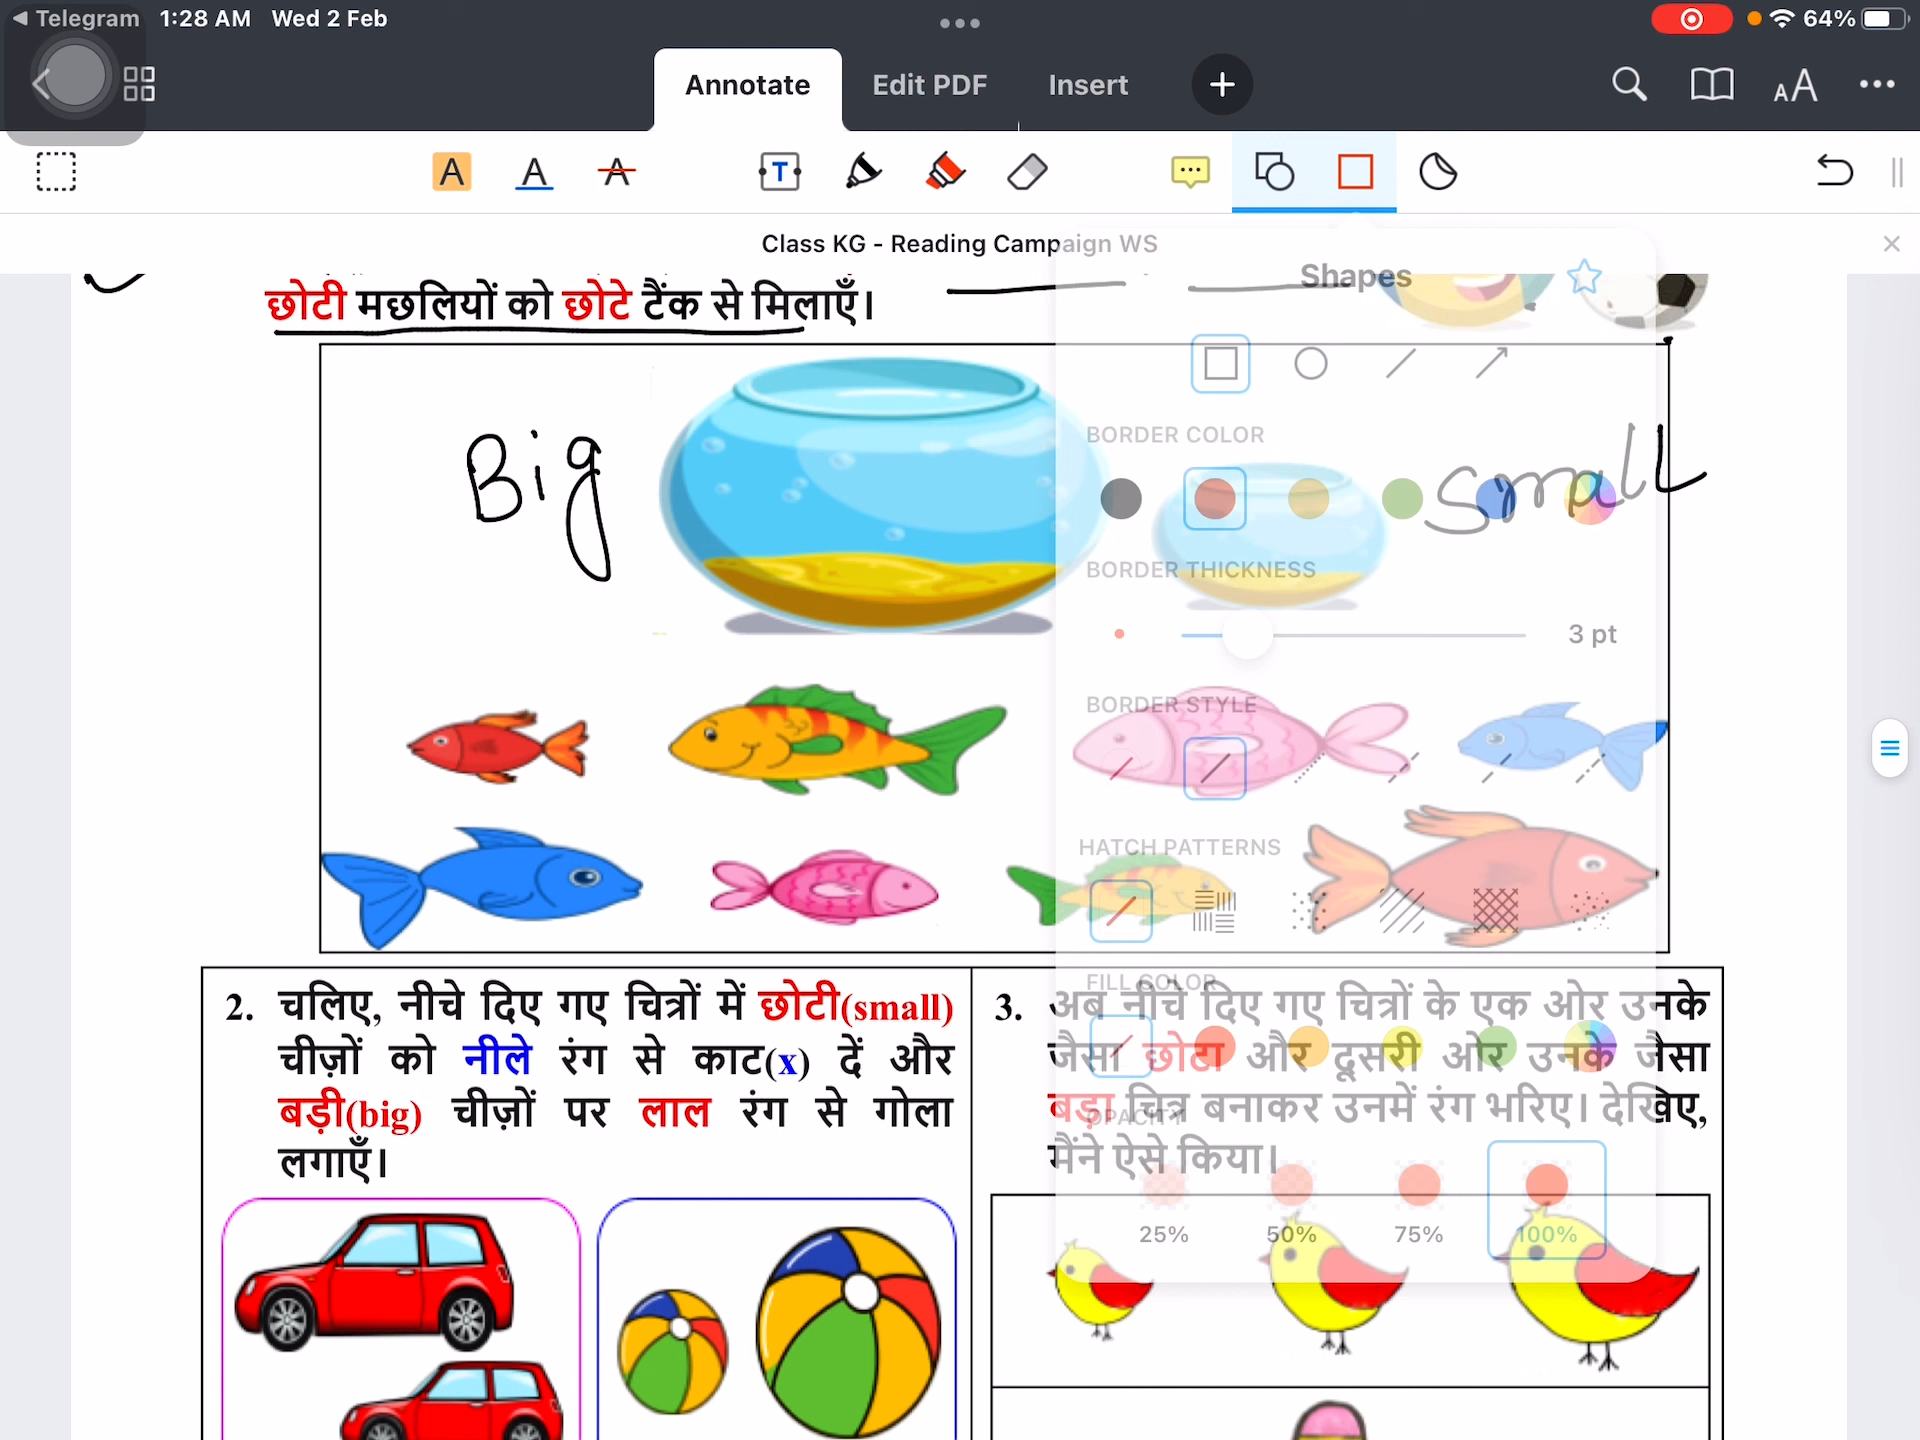 Telegram 1:28 AM Wed 2 Feb 64%
Annotate Edit PDF Insert
Class KG - Reading Campaign WS
Shapes
छोटी मछलियों को छोटे टैंक से मिलाएँ।
BORDER COLOR
Big
Small
BORDER THICKNESS
3 pt
BORDER STYLE
HATCH PATTERNS
FILL COLOR
2. चलिए, नीचे दिए गए चित्रों में छोटी(small)
चीज़ों को नीले रंग से काट(x) दें और
बड़ी(big) चीज़ों पर लाल रंग से गोला
लगाएँ।
3. अब नीचे दिए गए चित्रों के एक ओर उनके
जैसा छोटा और दूसरी ओर उनके जैसा
बड़ा चित्र बनाकर उनमें रंग भरिए। देखिए,
मैंने ऐसे किया।
OPACITY
25% 50% 75% 100%